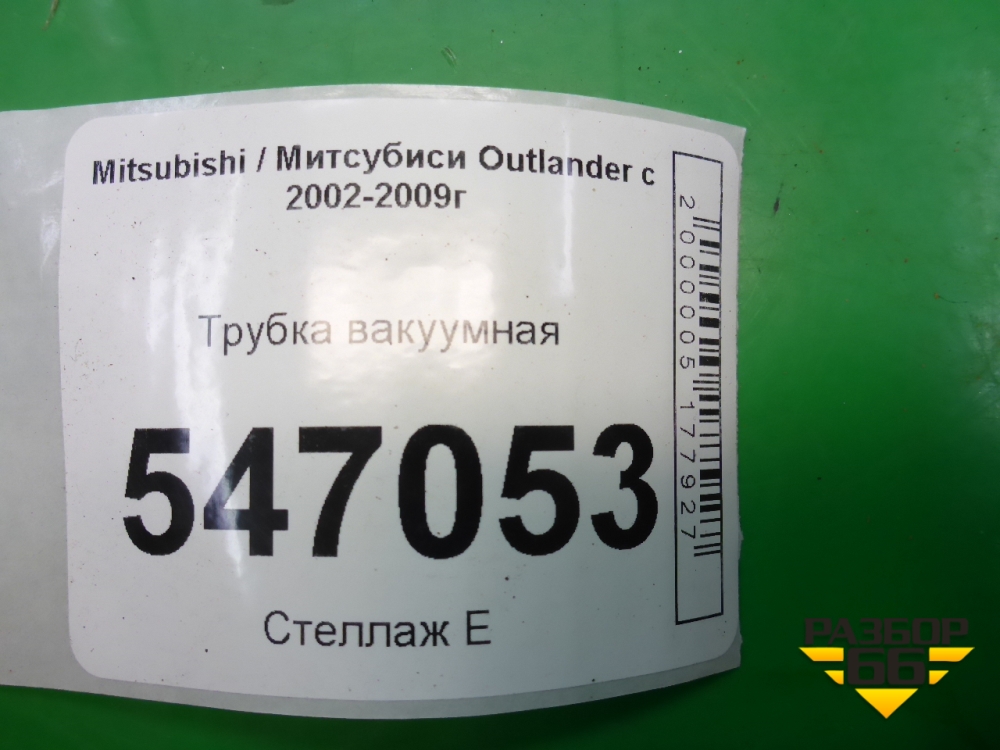 Mitsubishi / Митсубиси Outlander с
2002-2009г
Трубка вакуумная
547053
Стеллаж Е
2000005177927
РАЗБОР
66